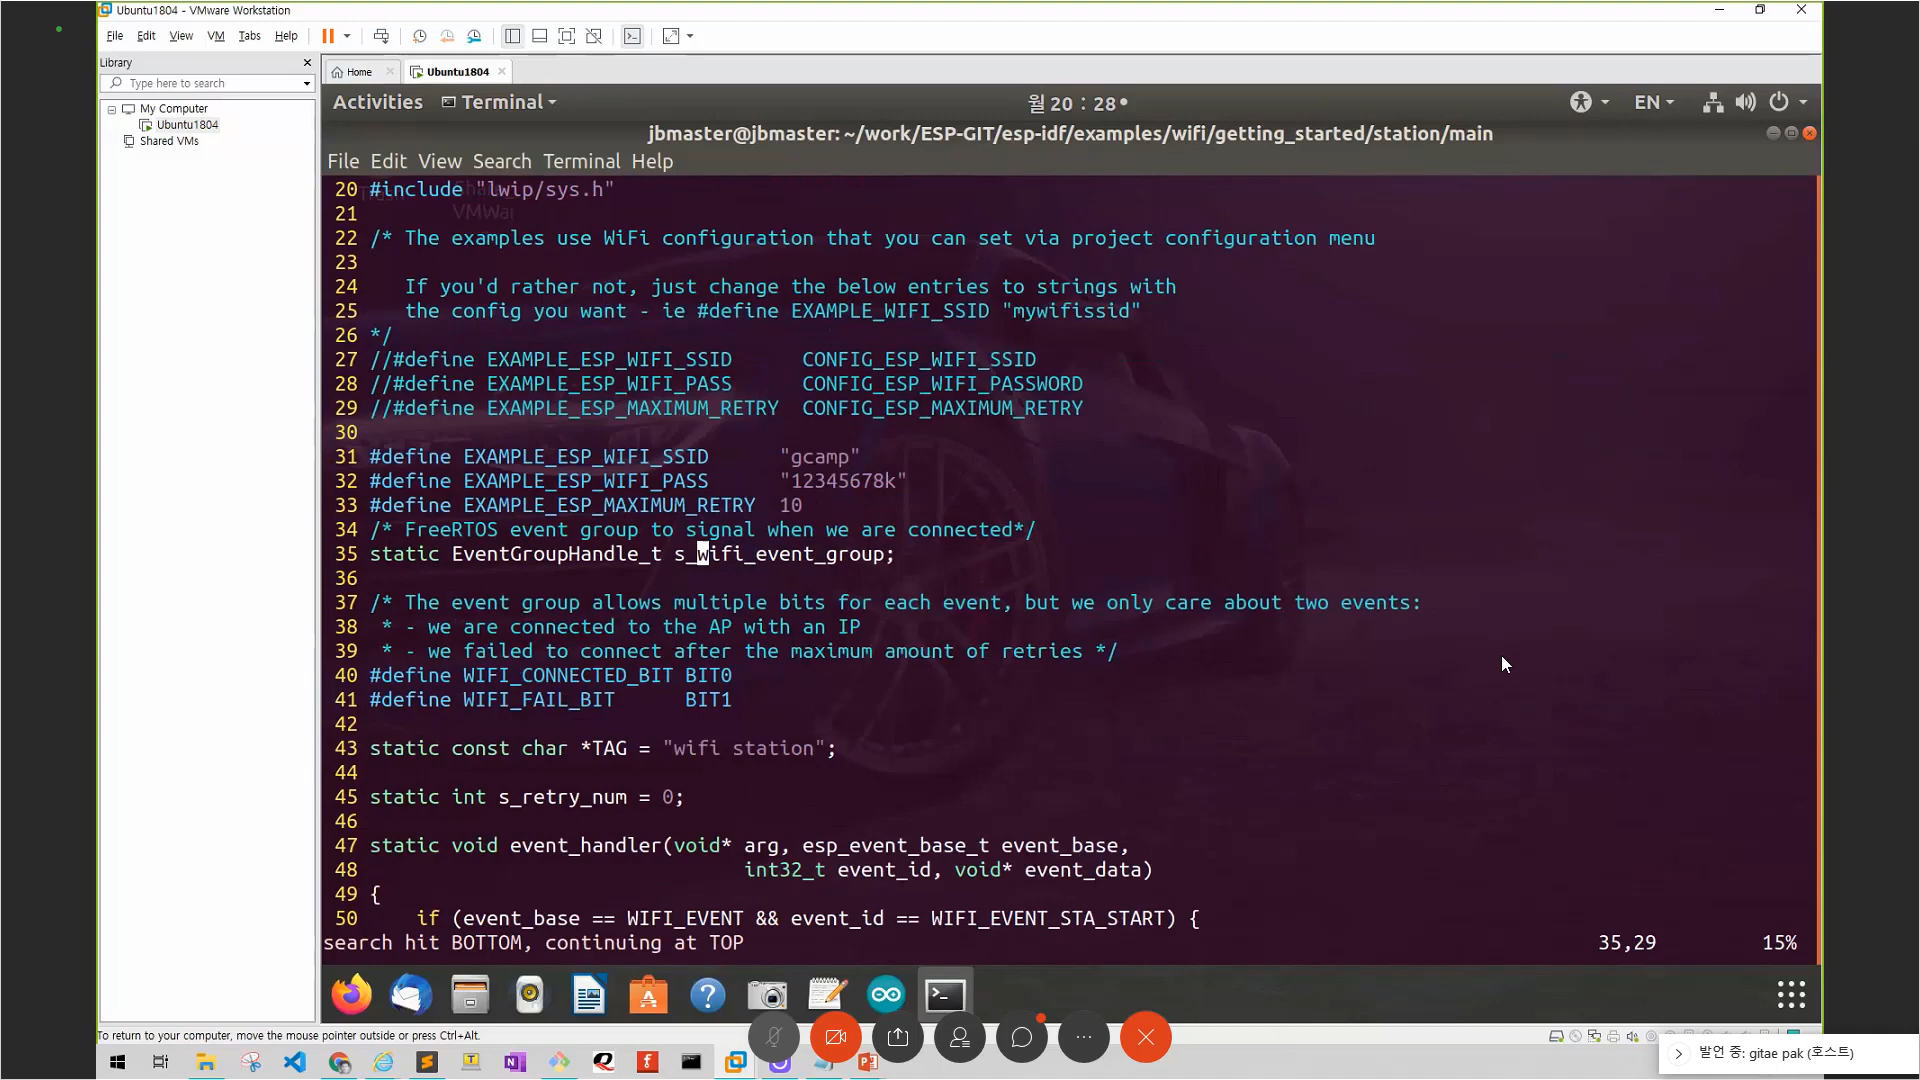 Ubuntu1804 - VMware Workstation
File Edit View VM Tabs Help
Library
Type here to search
My Computer
Ubuntu1804
Shared VMs
Home
Ubuntu1804
Activities Terminal 월 20 : 28 EN
jbmaster@jbmaster: ~/work/ESP-GIT/esp-idf/examples/wifi/getting_started/station/main
File Edit View Search Terminal Help
20 #include "lwip/sys.h"
21
22 /* The examples use WiFi configuration that you can set via project configuration menu
23
24 If you'd rather not, just change the below entries to strings with
25 the config you want - ie #define EXAMPLE_WIFI_SSID "mywifissid"
26 */
27 //#define EXAMPLE_ESP_WIFI_SSID CONFIG_ESP_WIFI_SSID
28 //#define EXAMPLE_ESP_WIFI_PASS CONFIG_ESP_WIFI_PASSWORD
29 //#define EXAMPLE_ESP_MAXIMUM_RETRY CONFIG_ESP_MAXIMUM_RETRY
30
31 #define EXAMPLE_ESP_WIFI_SSID "gcamp"
32 #define EXAMPLE_ESP_WIFI_PASS "12345678k"
33 #define EXAMPLE_ESP_MAXIMUM_RETRY 10
34 /* FreeRTOS event group to signal when we are connected*/
35 static EventGroupHandle_t s_wifi_event_group;
36
37 /* The event group allows multiple bits for each event, but we only care about two events:
38 * - we are connected to the AP with an IP
39 * - we failed to connect after the maximum amount of retries */
40 #define WIFI_CONNECTED_BIT BIT0
41 #define WIFI_FAIL_BIT BIT1
42
43 static const char *TAG = "wifi station";
44
45 static int s_retry_num = 0;
46
47 static void event_handler(void* arg, esp_event_base_t event_base,
48 int32_t event_id, void* event_data)
49 {
50 if (event_base == WIFI_EVENT && event_id == WIFI_EVENT_STA_START) {
search hit BOTTOM, continuing at TOP 35,29 15%
To return to your computer, move the mouse pointer outside or press Ctrl+Alt.
발언 중: gitae pak (호스트)